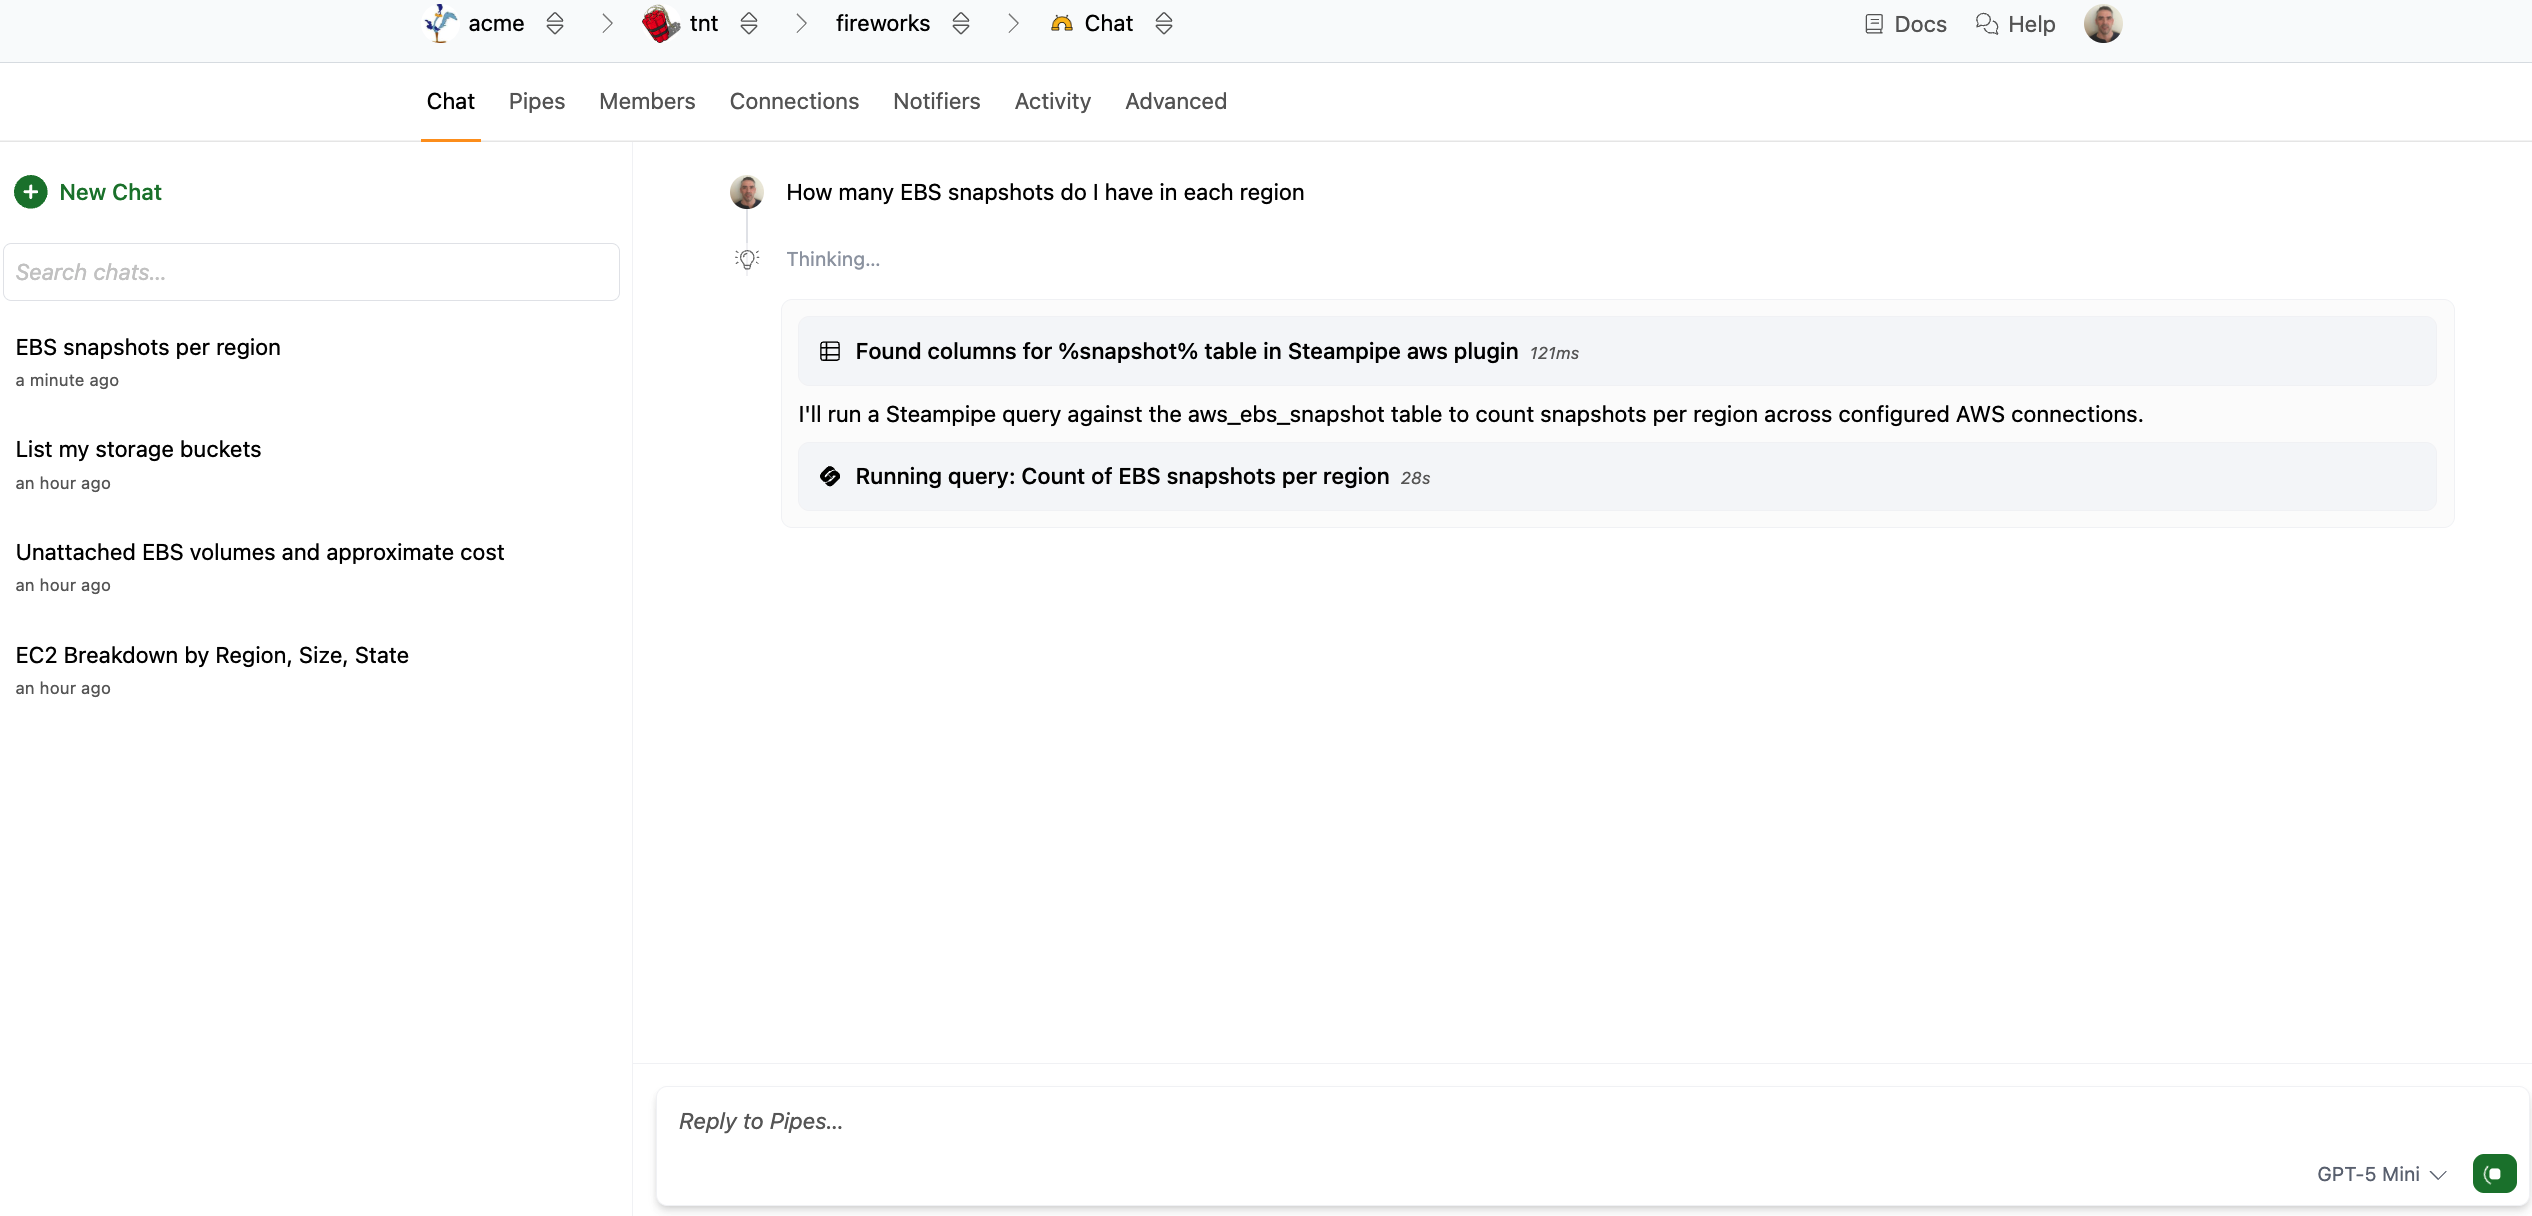 acme
tnt
fireworks
Chat
Docs
Help
Chat
Pipes
Members
Connections
Notifiers
Activity
Advanced
New Chat
Search chats...
EBS snapshots per region
a minute ago
List my storage buckets
an hour ago
Unattached EBS volumes and approximate cost
an hour ago
EC2 Breakdown by Region, Size, State
an hour ago
How many EBS snapshots do I have in each region
Thinking...
Found columns for %snapshot% table in Steampipe aws plugin 121ms
I'll run a Steampipe query against the aws_ebs_snapshot table to count snapshots per region across configured AWS connections.
Running query: Count of EBS snapshots per region 28s
Reply to Pipes...
GPT-5 Mini